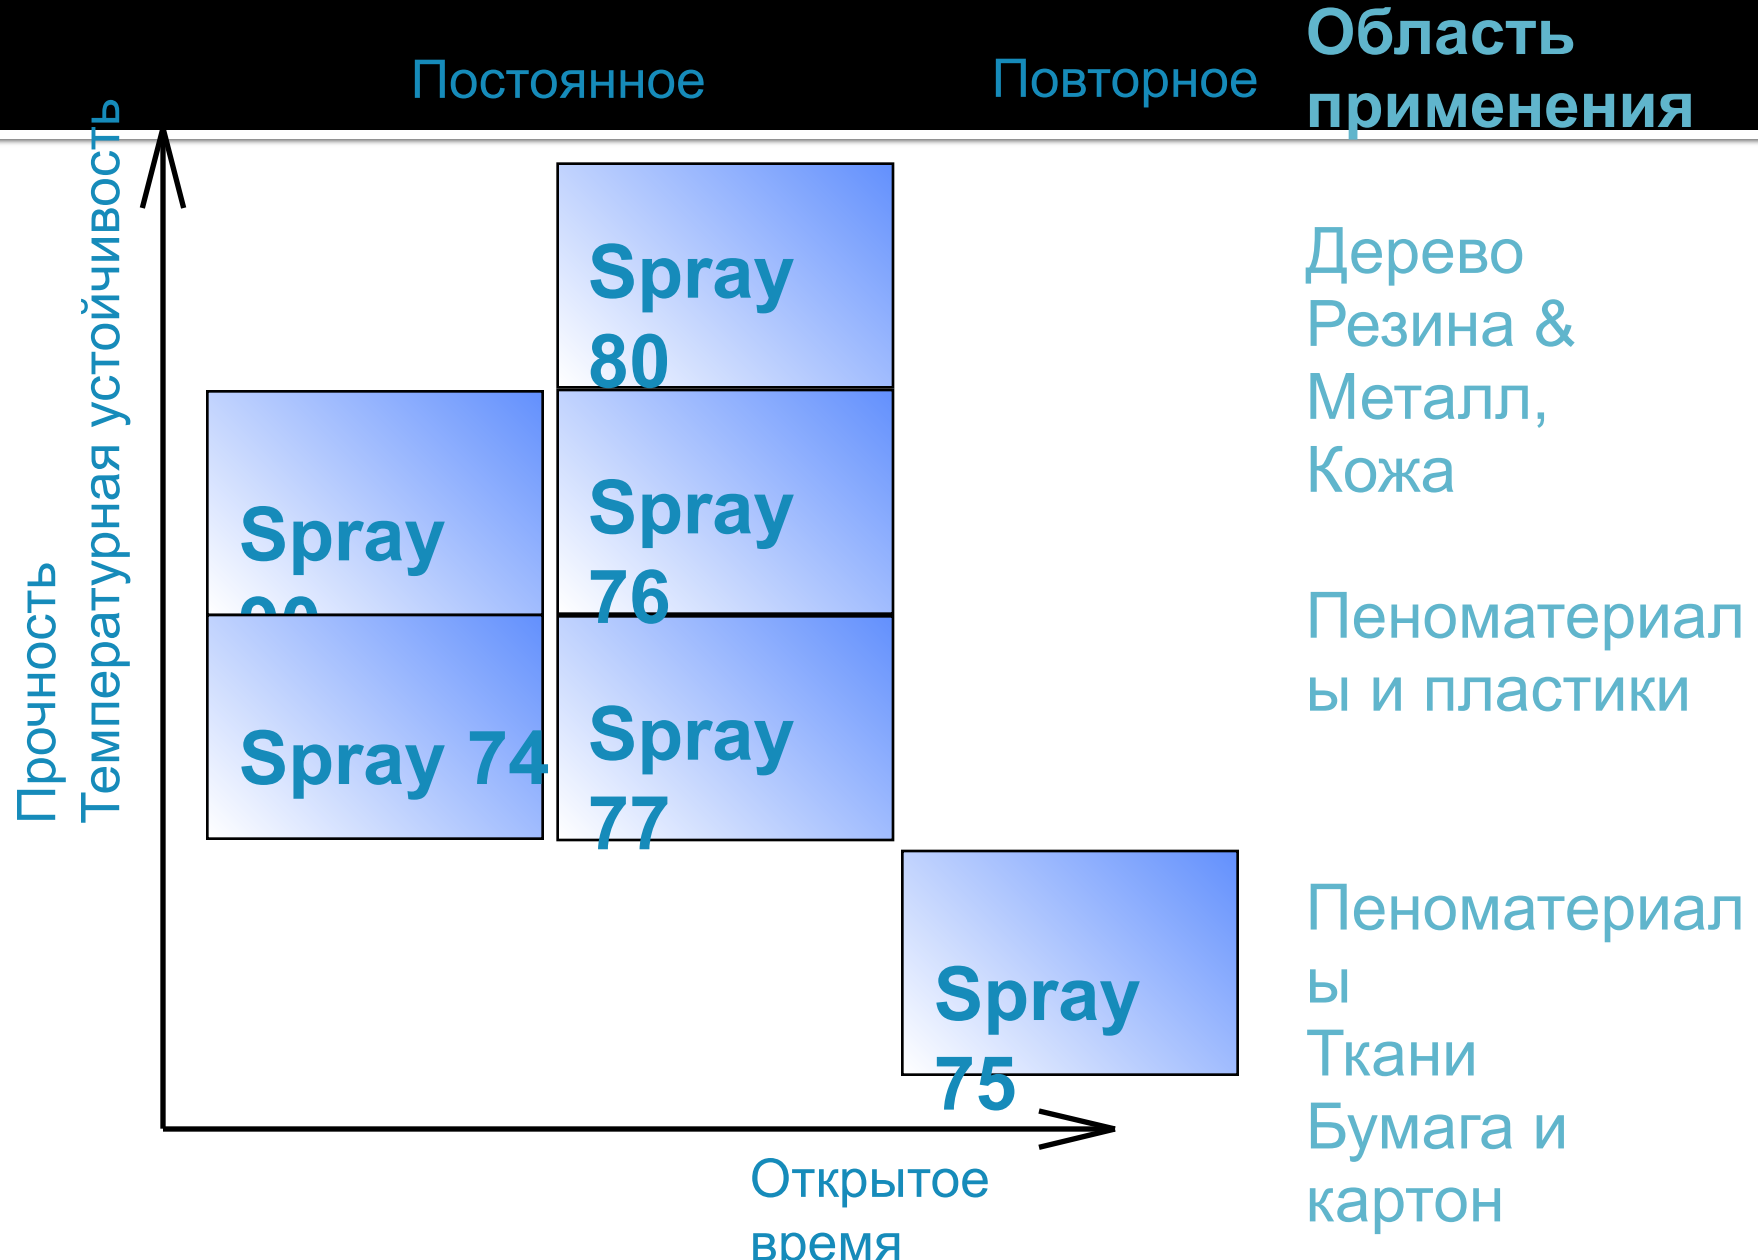 Область
применения
Постоянное
Повторное
Прочность
Температурная устойчивость
Spray
80
Spray
Spray
76
Spray 74
Spray
77
Spray
75
Дерево
Резина &
Металл,
Кожа
Пеноматериал
ы и пластики
Пеноматериал
ы
Ткани
Бумага и
картон
Открытое
время